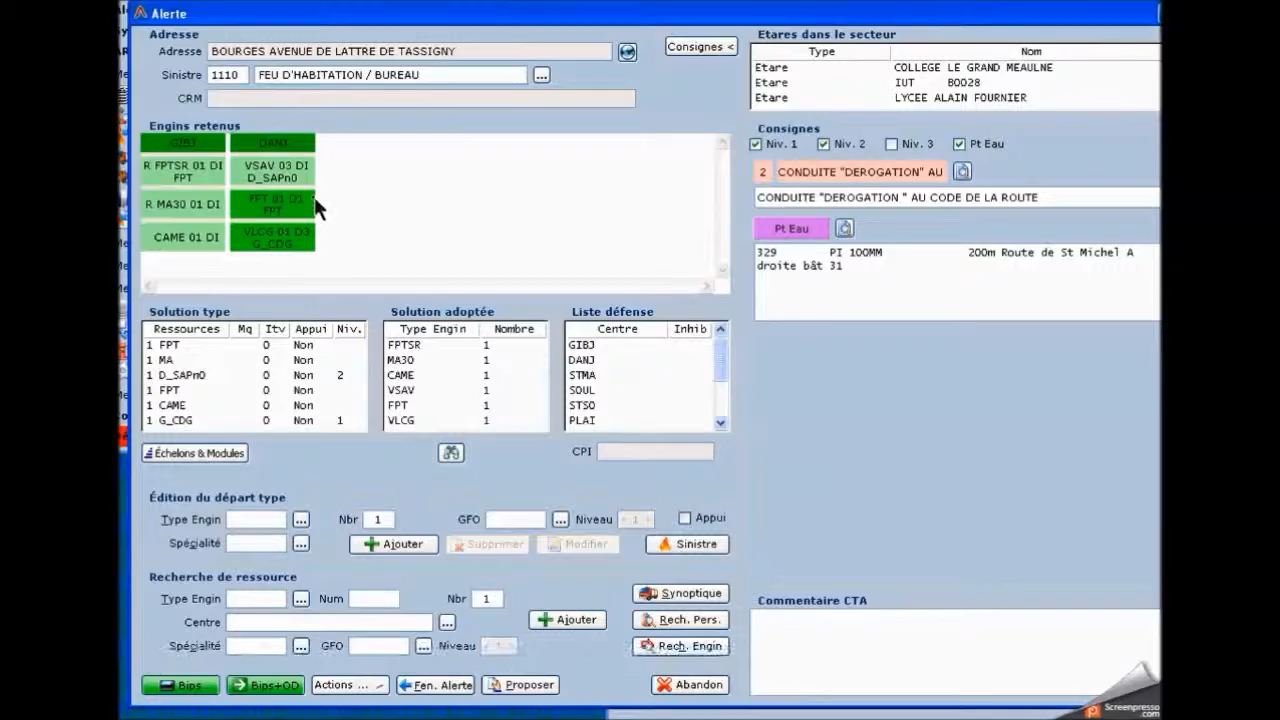 Alerte
Adresse
Adresse BOURGES AVENUE DE LATTRE DE TASSIGNY
Consignes <
Sinistre 1110 FEU D'HABITATION / BUREAU ...
CRM
Engins retenus
GIBJ DANJ
R FPTSR 01 DI VSAV 03 DI
FPT D_SAPn0
R MA30 01 DI FPT 01 D1
FPT
CAME 01 DI VLCG 01 D3
G_CDG
Solution type
Ressources Mq Itv Appui Niv.
1 FPT 0 Non
1 MA 0 Non
1 D_SAPn0 0 Non 2
1 FPT 0 Non
1 CAME 0 Non
1 G_CDG 0 Non 1
Solution adoptée
Type Engin Nombre
FPTSR 1
MA30 1
CAME 1
VSAV 1
FPT 1
VLCG 1
Liste défense
Centre Inhib
GIBJ
DANJ
STMA
SOUL
STSO
PLAI
Échelons & Modules
CPI
Édition du départ type
Type Engin ... Nbr 1 GFO ... Niveau 1 Appui
Spécialité ... Ajouter Supprimer Modifier Sinistre
Recherche de ressource
Type Engin ... Num Nbr 1
Centre ... Ajouter
Spécialité ... GFO ... Niveau 1
Synoptique
Rech. Pers.
Rech. Engin
Bips Bips+OD Actions ... Fen. Alerte Proposer Abandon
Etares dans le secteur
Type Nom
Etare COLLEGE LE GRAND MEAULNE
Etare IUT B0028
Etare LYCEE ALAIN FOURNIER
Consignes
Niv. 1 Niv. 2 Niv. 3 Pt Eau
2 CONDUITE "DEROGATION" AU
CONDUITE "DEROGATION " AU CODE DE LA ROUTE
Pt Eau
329 PI 100MM 200m Route de St Michel A
droite bât 31
Commentaire CTA
Screenpresso
.com